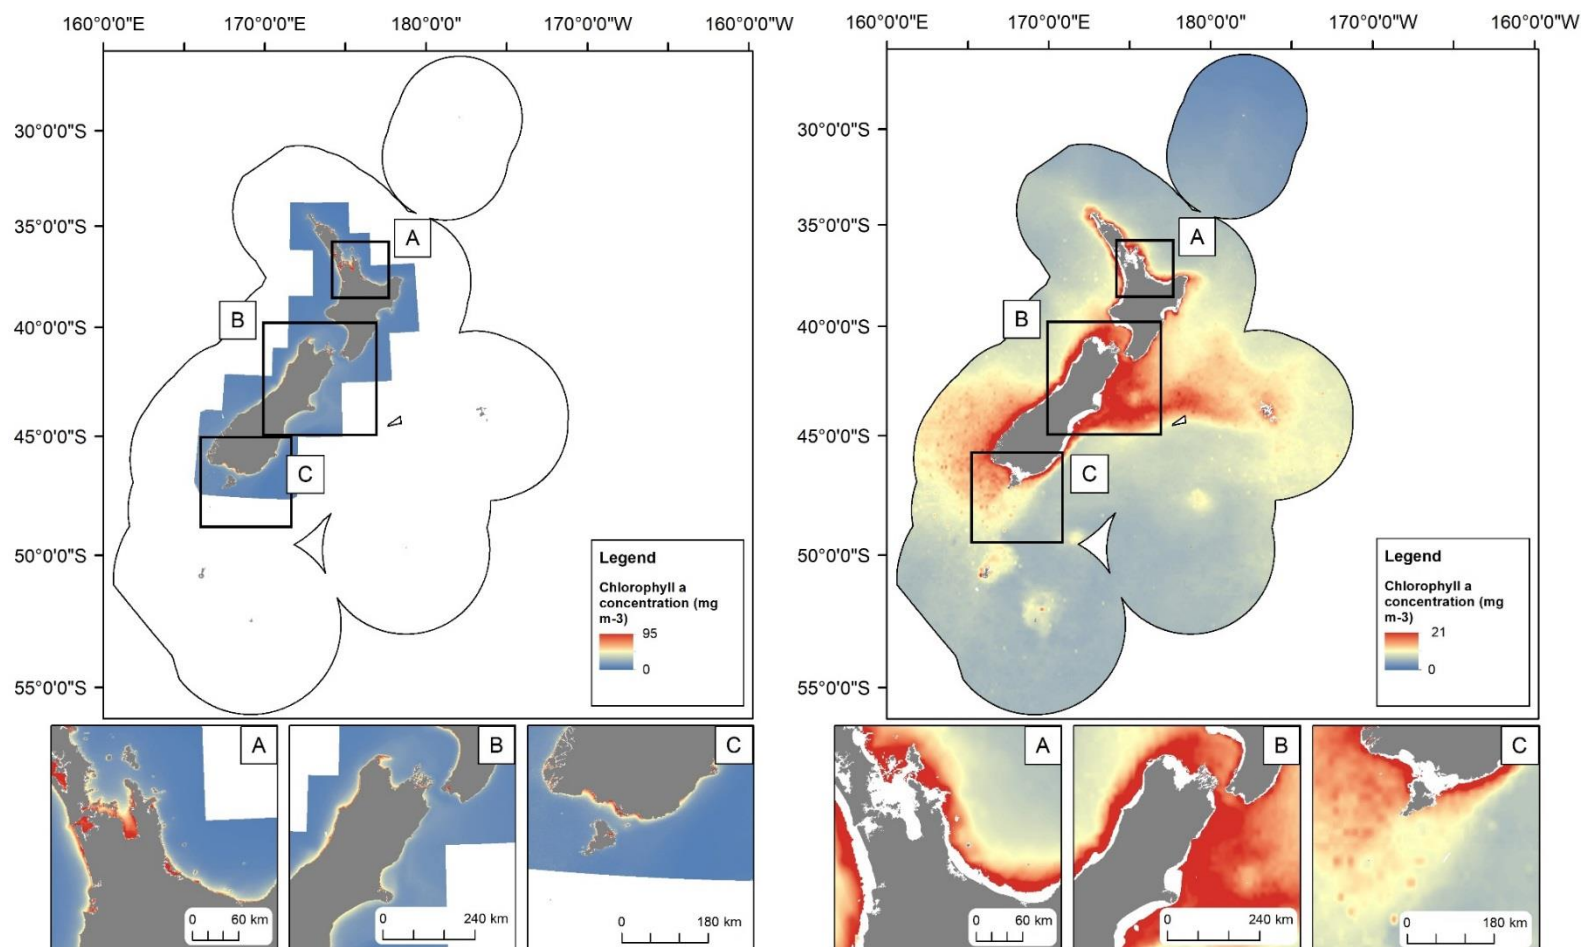 160°0'0"E 170°0'0"E 180°0'0" 170°0'0"W 160°0'0"W
30°0'0"S
35°0'0"S
A
B
40°0'0"S
45°0'0"S
C
50°0'0"S
55°0'0"S
Legend
Chlorophyll a
concentration (mg
m-3)
95
0
A
0 60 km
B
0 240 km
C
0 180 km
160°0'0"E 170°0'0"E 180°0'0" 170°0'0"W 160°0'0"W
30°0'0"S
35°0'0"S
A
B
40°0'0"S
45°0'0"S
C
50°0'0"S
55°0'0"S
Legend
Chlorophyll a
concentration (mg
m-3)
21
0
A
0 60 km
B
0 240 km
C
0 180 km